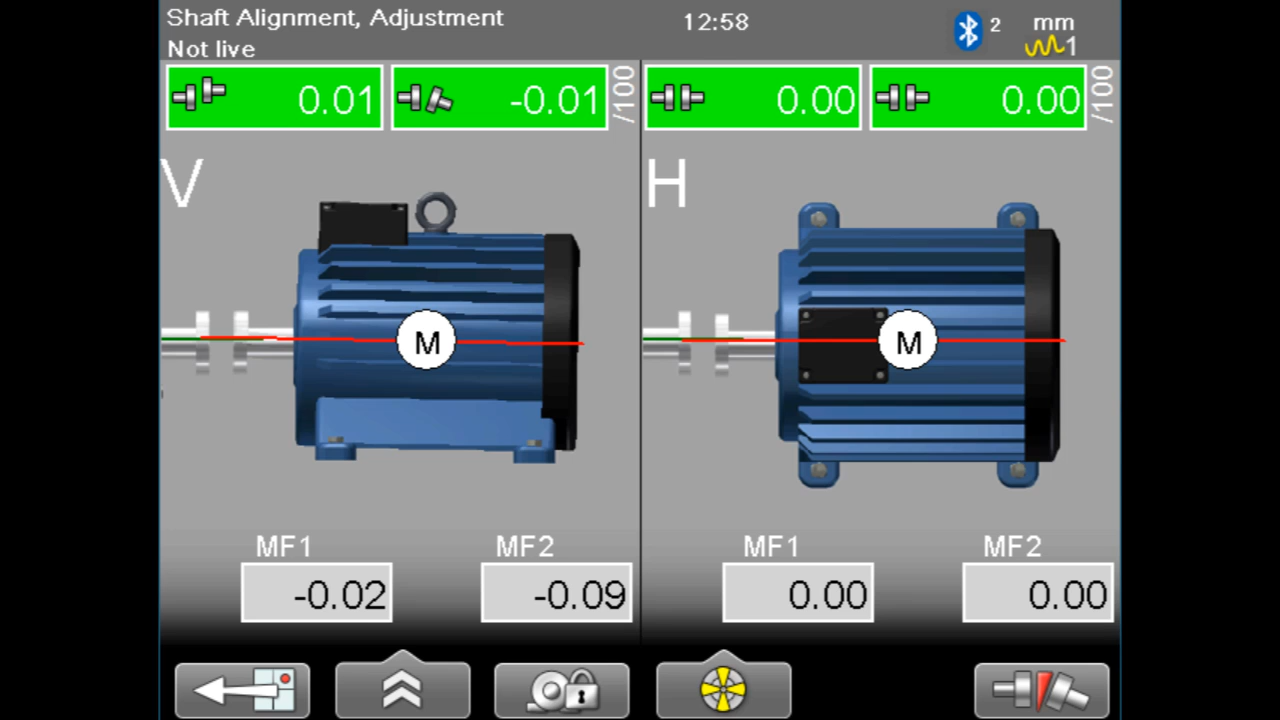 Shaft Alignment, Adjustment
12:58
2
mm
Not live
1
0.01
-0.01
/100
0.00
0.00
/100
V
H
M
M
MF1
MF2
MF1
MF2
-0.02
-0.09
0.00
0.00